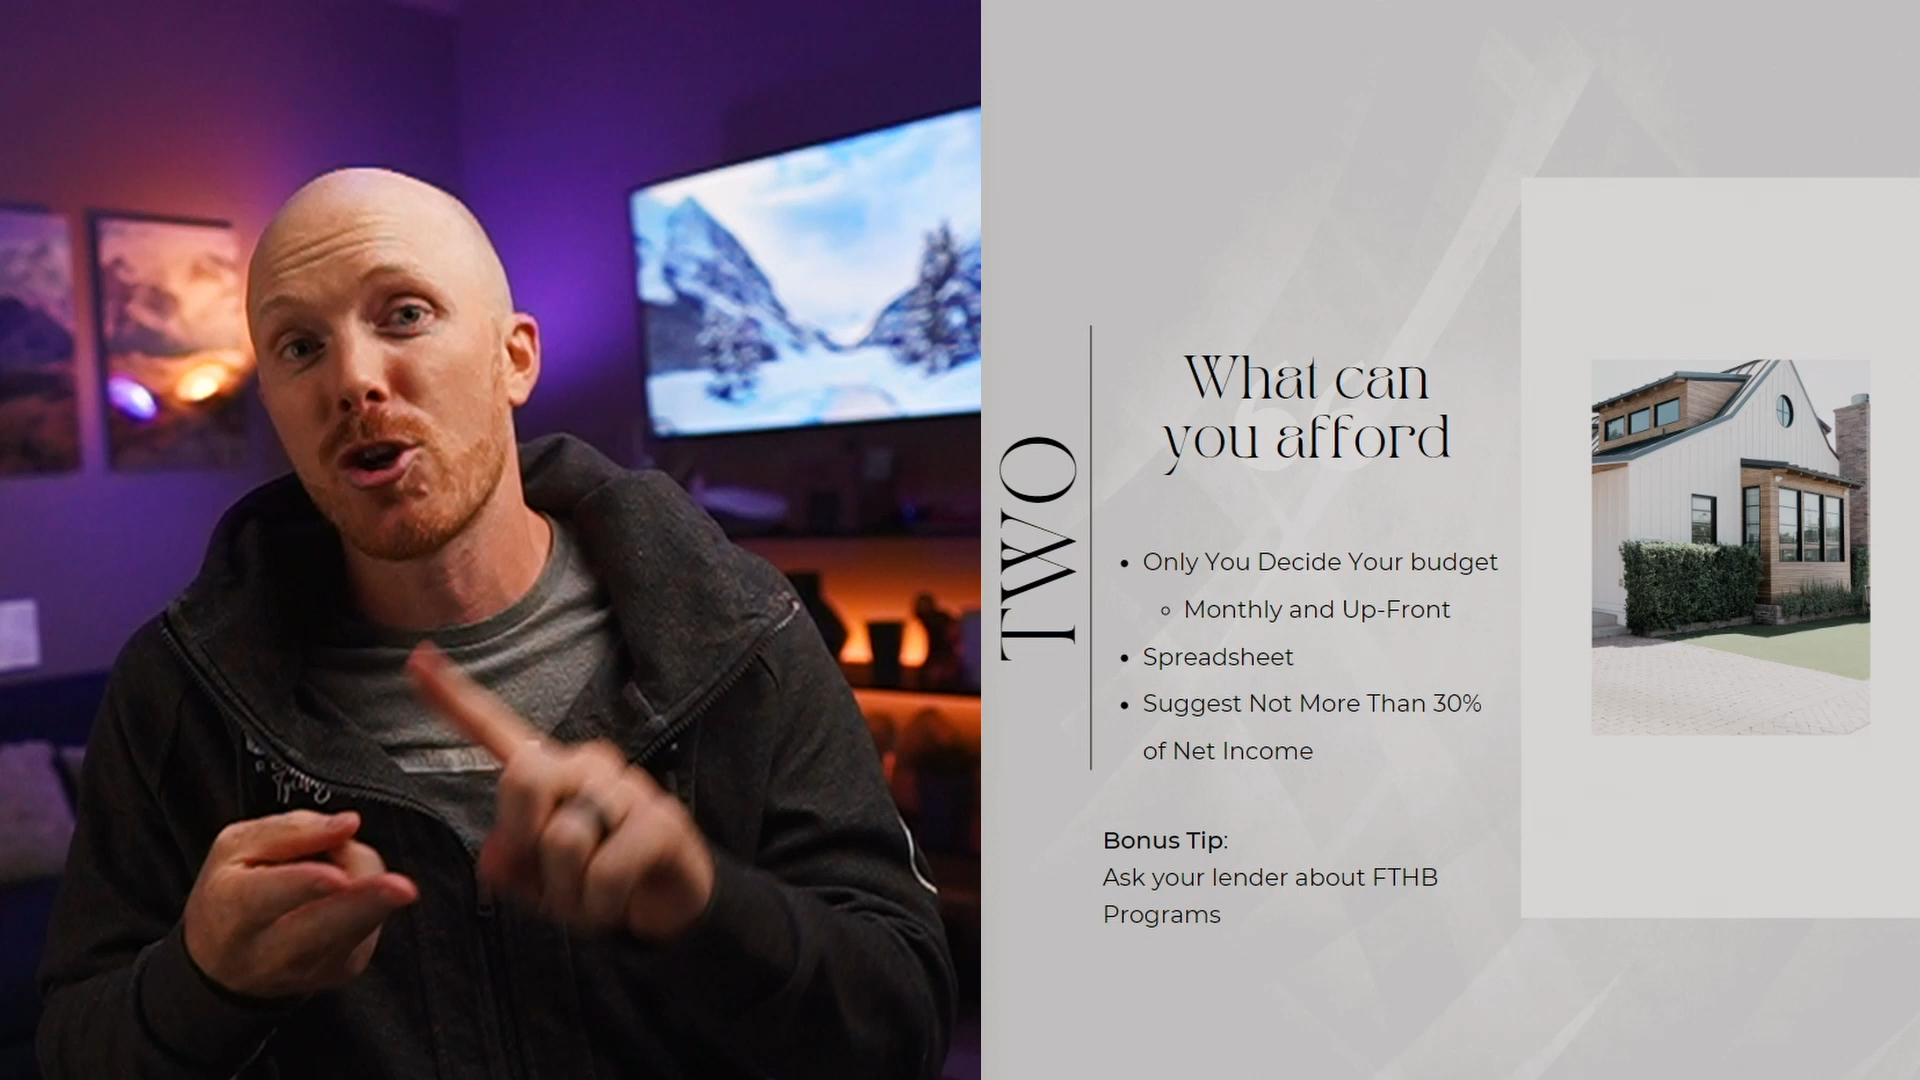 TWO
What can
you afford
• Only You Decide Your budget
◦ Monthly and Up-Front
• Spreadsheet
• Suggest Not More Than 30%
of Net Income
Bonus Tip:
Ask your lender about FTHB
Programs